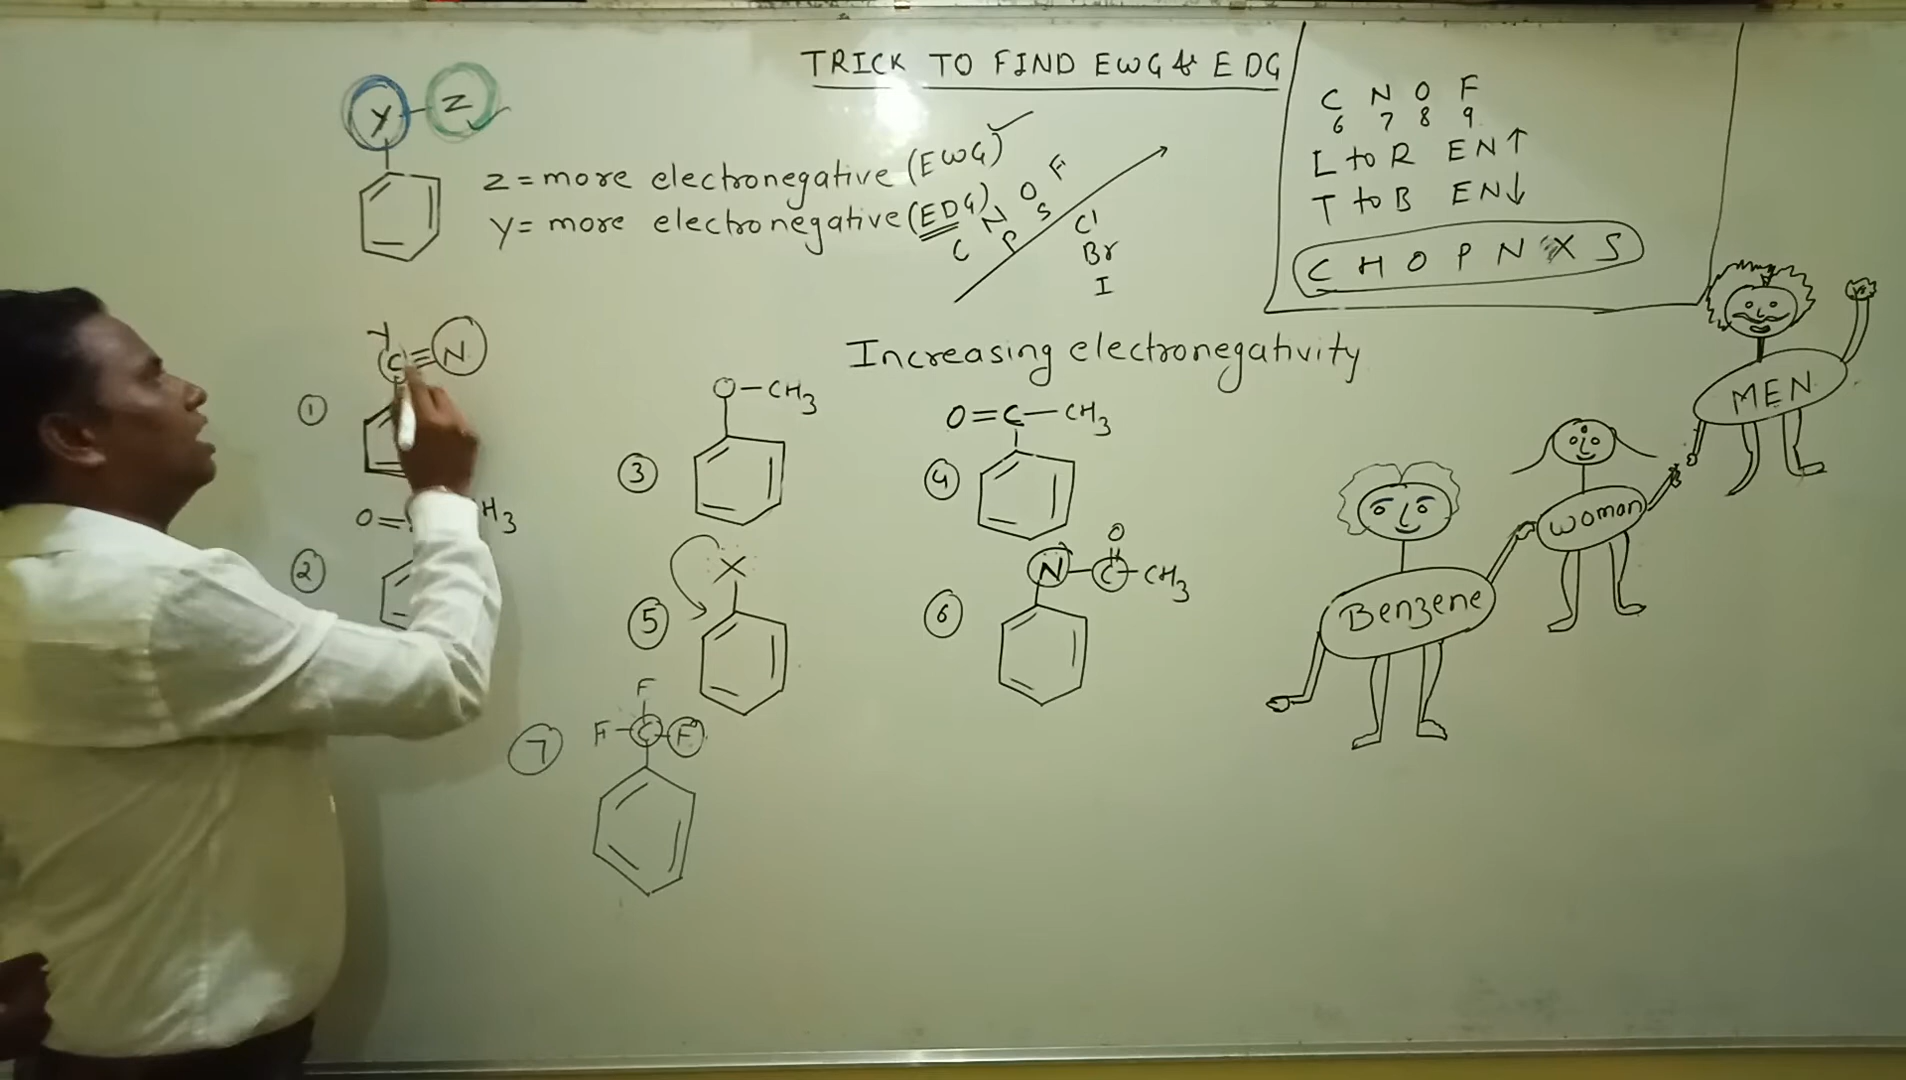 TRICK TO FIND EWG & EDG
Y - Z
Z = more electronegative (EWG)
Y = more electronegative (EDG)
C N O F
P S Cl
Br
I
C N O F
6 7 8 9
L to R EN↑
T to B EN↓
C H O P N X S
Increasing electronegativity
Y
① C≡N
② O= H3
③ O-CH3
④ O=C-CH3
⑤ X
O
⑥ N-C-CH3
F
⑦ F-C-F
Benzene
woman
MEN